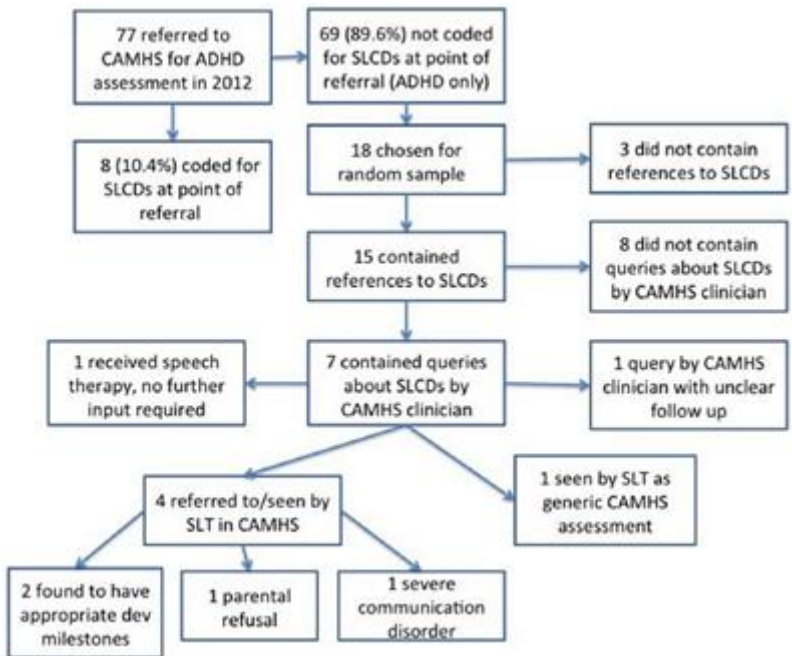 77 referred to
CAMHS for ADHD
assessment in 2012
69 (89.6%) not coded
for SLCDs at point of
referral (ADHD only)
8 (10.4%) coded for
SLCDs at point of
referral
18 chosen for
random sample
3 did not contain
references to SLCDs
15 contained
references to SLCDs
8 did not contain
queries about SLCDs
by CAMHS clinician
1 received speech
therapy, no further
input required
7 contained queries
about SLCDs by
CAMHS clinician
1 query by CAMHS
clinician with unclear
follow up
4 referred to/seen by
SLT in CAMHS
1 seen by SLT as
generic CAMHS
assessment
2 found to have
appropriate dev
milestones
1 parental
refusal
1 severe
communication
disorder